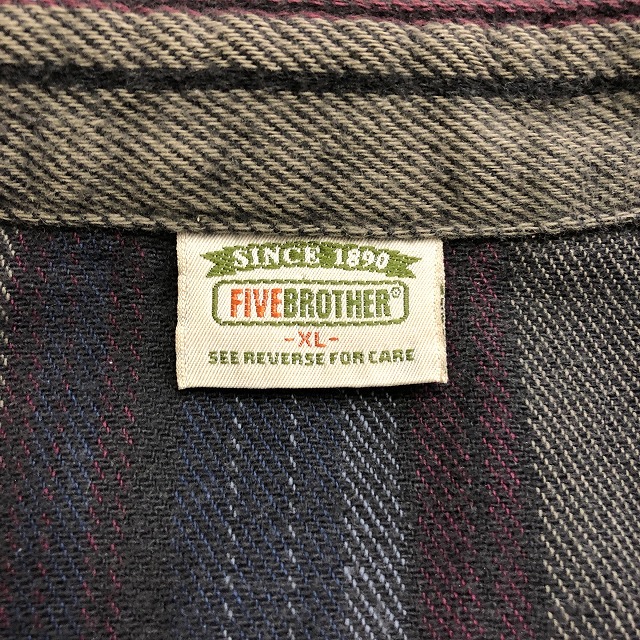 SINCE 1890
FIVEBROTHER®
-XL-
SEE REVERSE FOR CARE